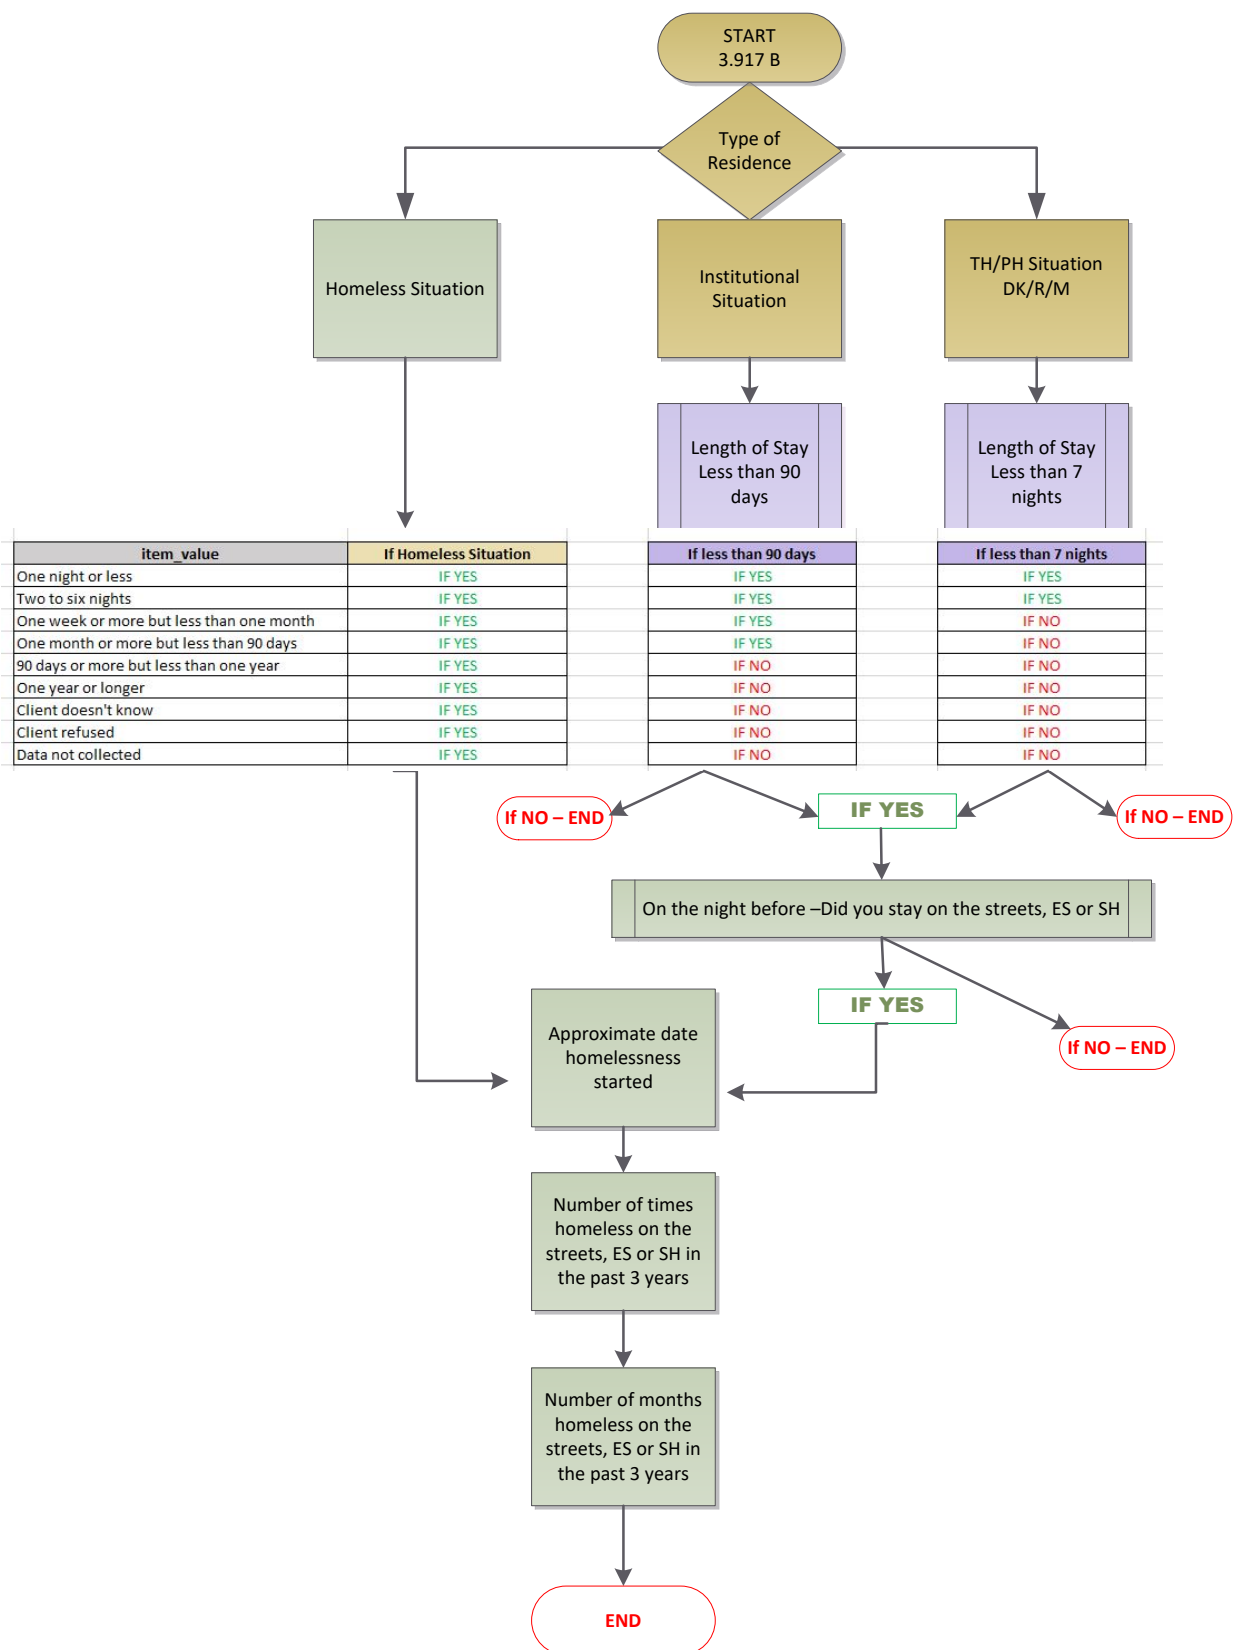 START
3.917 B
Type of
Residence
Homeless Situation
Institutional
Situation
TH/PH Situation
DK/R/M
Length of Stay
Less than 90
days
Length of Stay
Less than 7
nights
item_value If Homeless Situation If less than 90 days If less than 7 nights
One night or less IF YES IF YES IF YES
Two to six nights IF YES IF YES IF YES
One week or more but less than one month IF YES IF YES IF NO
One month or more but less than 90 days IF YES IF YES IF NO
90 days or more but less than one year IF YES IF NO IF NO
One year or longer IF YES IF NO IF NO
Client doesn't know IF YES IF NO IF NO
Client refused IF YES IF NO IF NO
Data not collected IF YES IF NO IF NO
If NO – END
IF YES
If NO – END
On the night before –Did you stay on the streets, ES or SH
IF YES
If NO – END
Approximate date
homelessness
started
Number of times
homeless on the
streets, ES or SH in
the past 3 years
Number of months
homeless on the
streets, ES or SH in
the past 3 years
END